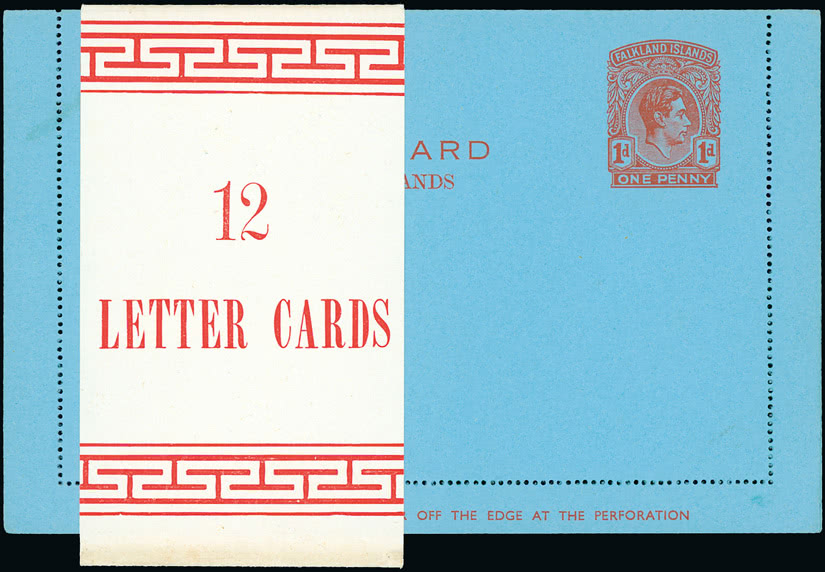 FALKLAND ISLANDS
1d 1d
ONE PENNY
ARD
ANDS
12
LETTER CARDS
OFF THE EDGE AT THE PERFORATION